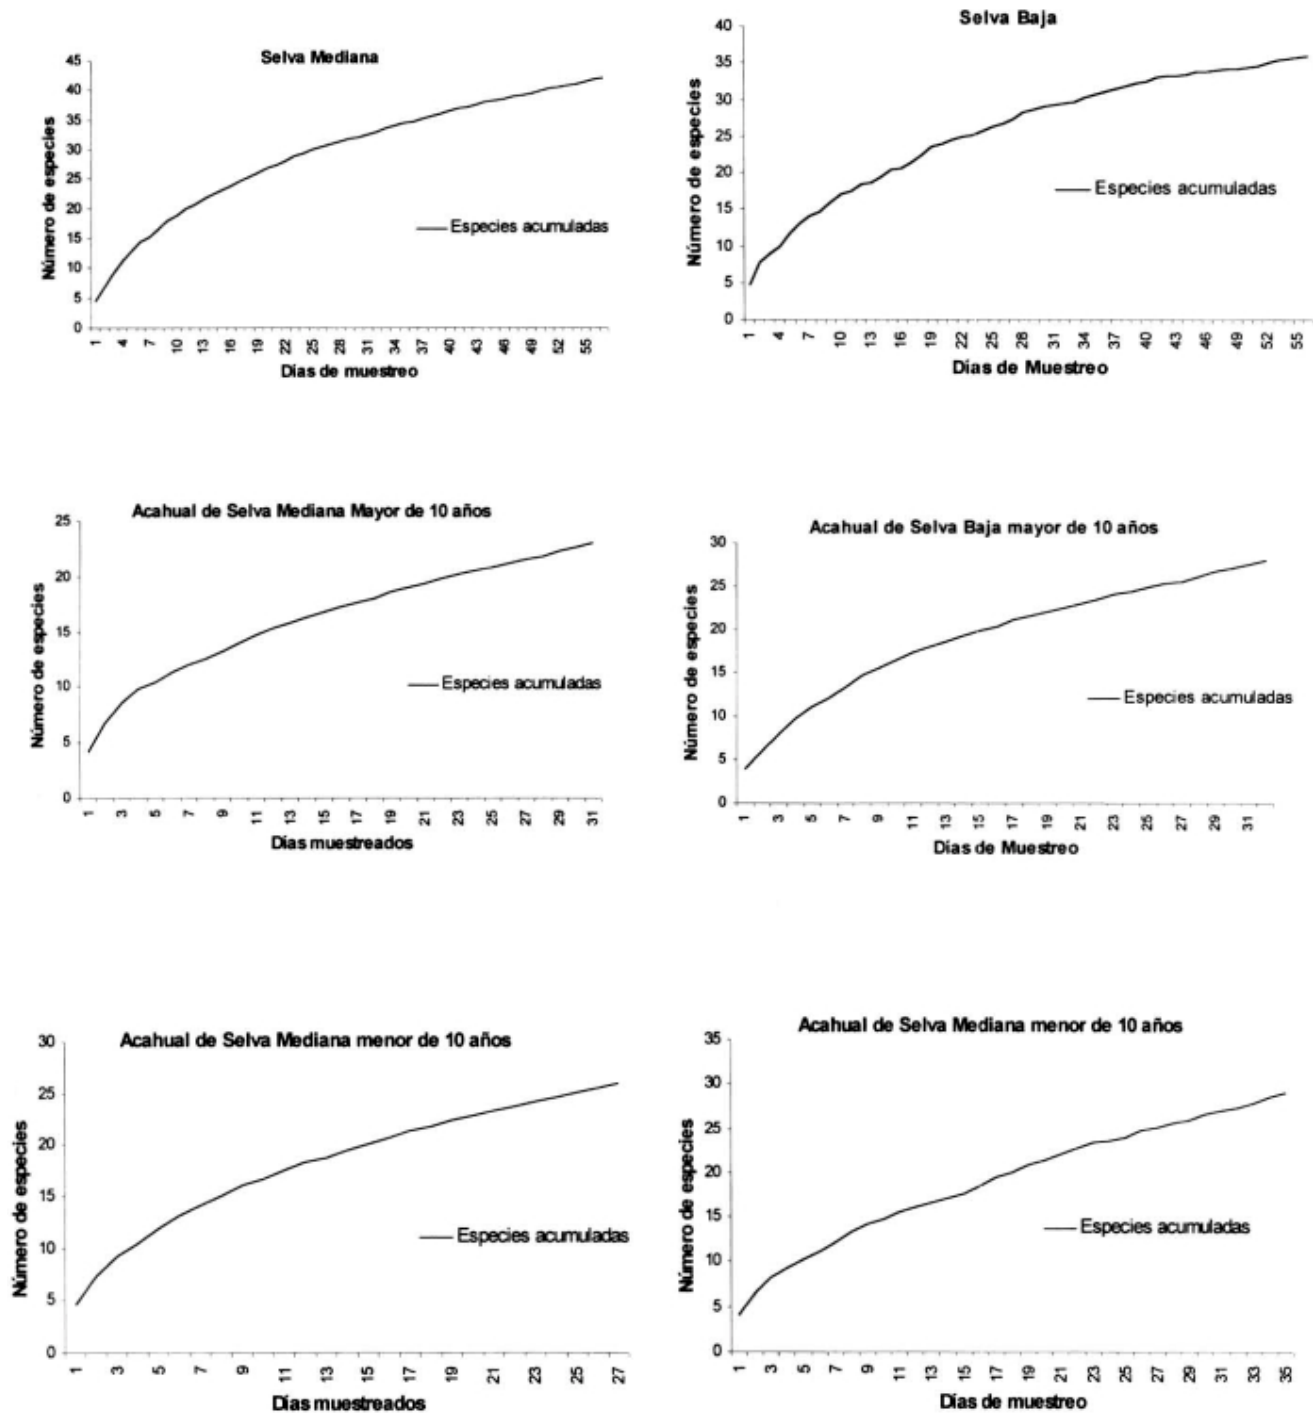 Selva Mediana
45
40
35
30
25
20
15
10
5
0
Número de especies
Especies acumuladas
1 4 7 10 13 16 19 22 25 28 31 34 37 40 43 46 49 52 55
Días de muestreo
Selva Baja
40
35
30
25
20
15
10
5
0
Número de especies
Especies acumuladas
1 4 7 10 13 16 19 22 25 28 31 34 37 40 43 46 49 52 55
Días de Muestreo
Acahual de Selva Mediana Mayor de 10 años
25
20
15
10
5
0
Número de especies
Especies acumuladas
1 3 5 7 9 11 13 15 17 19 21 23 25 27 29 31
Días muestreados
Acahual de Selva Baja mayor de 10 años
30
25
20
15
10
5
0
Número de especies
Especies acumuladas
1 3 5 7 9 11 13 15 17 19 21 23 25 27 29 31
Días de Muestreo
Acahual de Selva Mediana menor de 10 años
30
25
20
15
10
5
0
Número de especies
Especies acumuladas
1 3 5 7 9 11 13 15 17 19 21 23 25 27
Días muestreados
Acahual de Selva Mediana menor de 10 años
35
30
25
20
15
10
5
0
Número de especies
Especies acumuladas
1 3 5 7 9 11 13 15 17 19 21 23 25 27 29 31 33 35
Días de muestreo